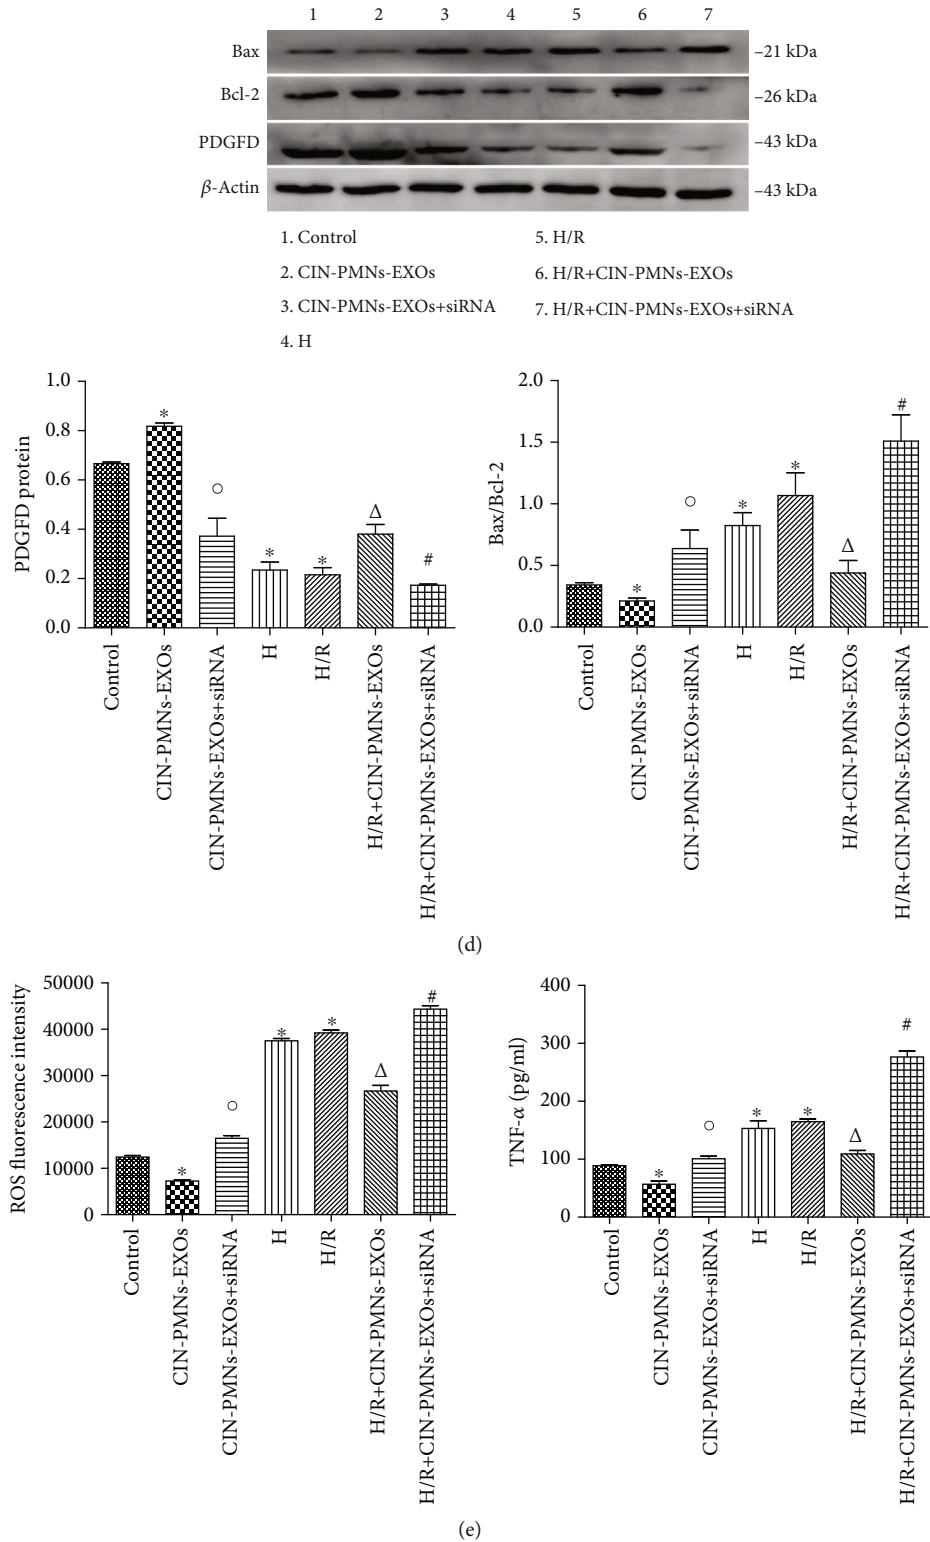 1 2 3 4 5 6 7
Bax –21 kDa
Bcl-2 –26 kDa
PDGFD –43 kDa
β-Actin –43 kDa
1. Control
2. CIN-PMNs-EXOs
3. CIN-PMNs-EXOs+siRNA
4. H
5. H/R
6. H/R+CIN-PMNs-EXOs
7. H/R+CIN-PMNs-EXOs+siRNA
PDGFD protein
1.0
0.8
0.6
0.4
0.2
0.0
* ○ * * Δ #
Control
CIN-PMNs-EXOs
CIN-PMNs-EXOs+siRNA
H
H/R
H/R+CIN-PMNs-EXOs
H/R+CIN-PMNs-EXOs+siRNA
Bax/Bcl-2
2.0
1.5
1.0
0.5
0.0
* ○ * * Δ #
Control
CIN-PMNs-EXOs
CIN-PMNs-EXOs+siRNA
H
H/R
H/R+CIN-PMNs-EXOs
H/R+CIN-PMNs-EXOs+siRNA
(d)
ROS fluorescence intensity
50000
40000
30000
20000
10000
0
* ○ * * Δ #
Control
CIN-PMNs-EXOs
CIN-PMNs-EXOs+siRNA
H
H/R
H/R+CIN-PMNs-EXOs
H/R+CIN-PMNs-EXOs+siRNA
TNF-α (pg/ml)
400
300
200
100
0
* ○ * * Δ #
Control
CIN-PMNs-EXOs
CIN-PMNs-EXOs+siRNA
H
H/R
H/R+CIN-PMNs-EXOs
H/R+CIN-PMNs-EXOs+siRNA
(e)